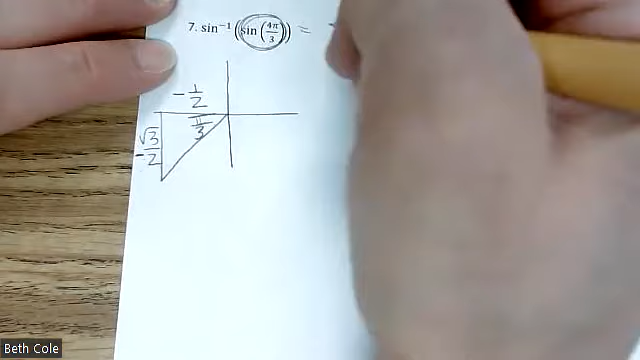 7. sin⁻¹(sin(4π/3)) =
-1/2
π/3
-√3/2
Beth Cole